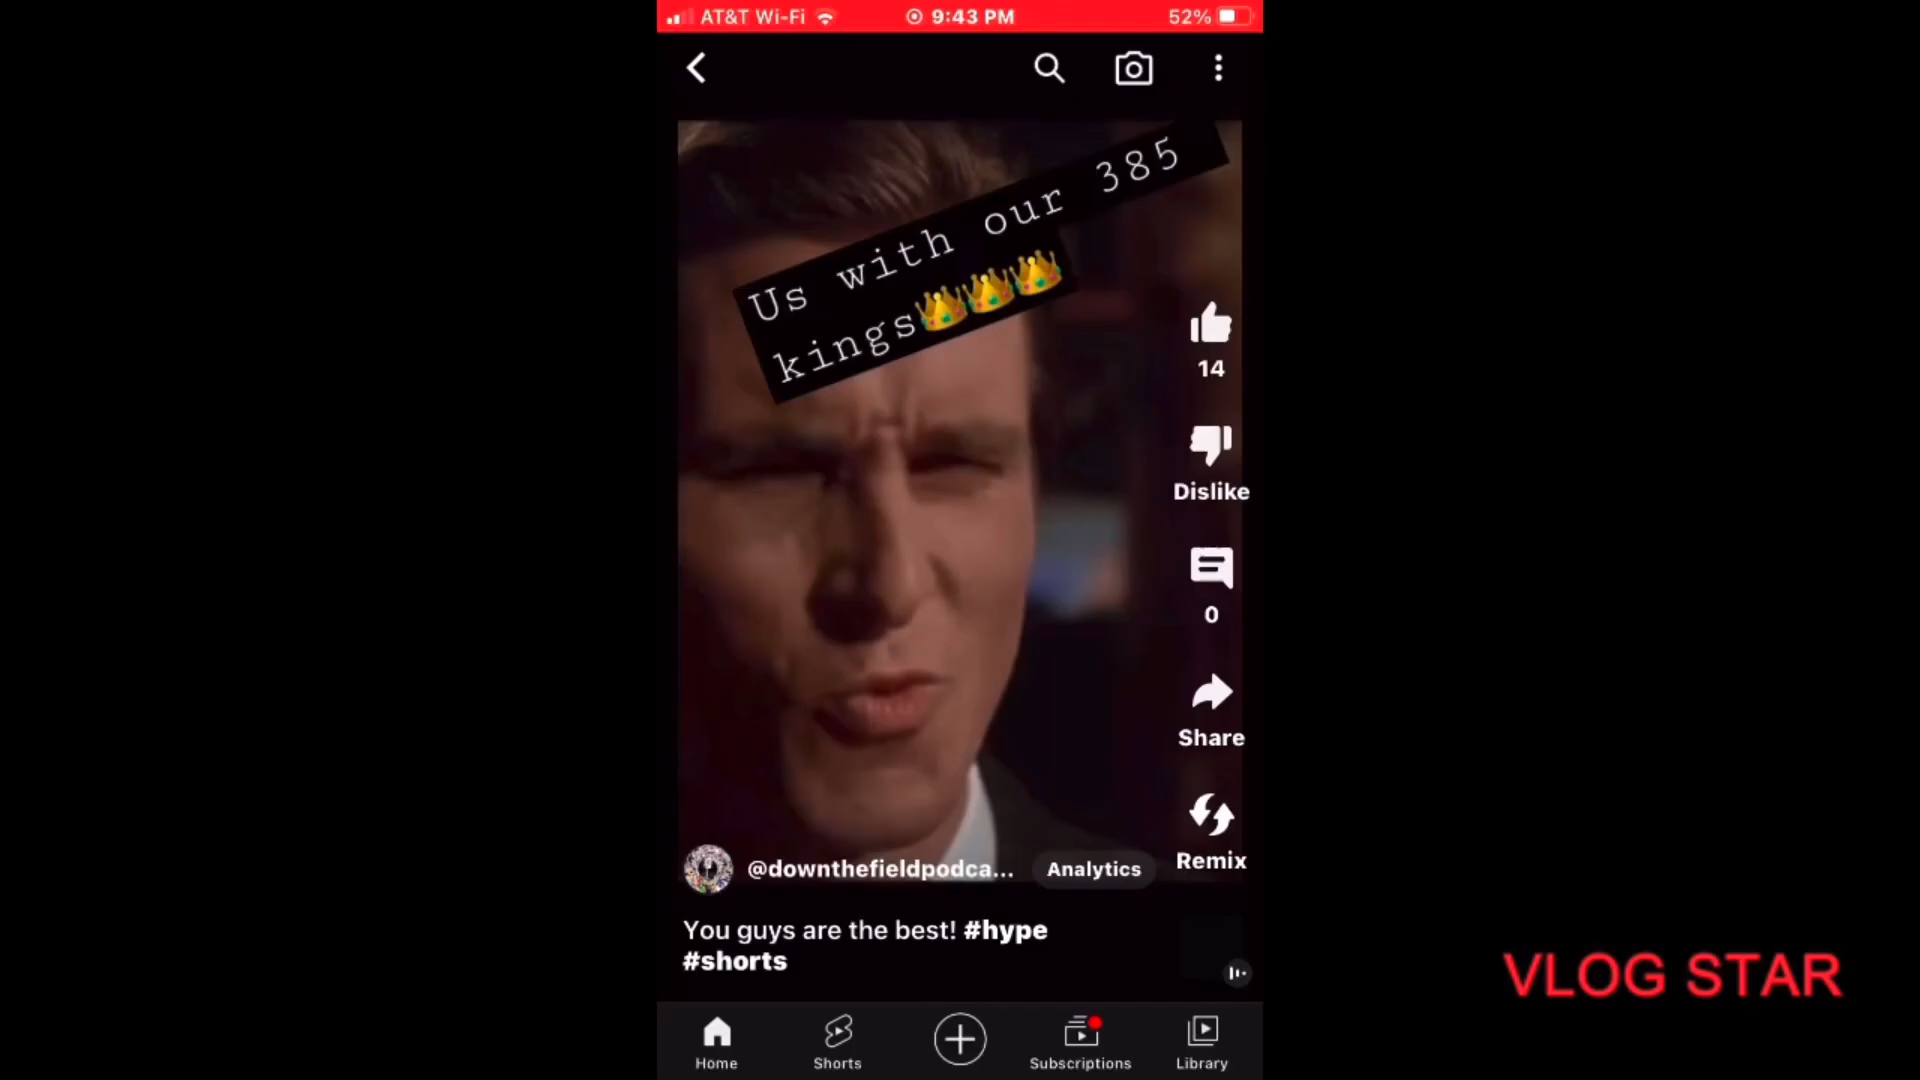 AT&T Wi-Fi 9:43 PM 52%
Us with our 385
kings👑👑👑
14
Dislike
0
Share
Remix
@downthefieldpodca... Analytics
You guys are the best! #hype
#shorts
Home Shorts Subscriptions Library
VLOG STAR